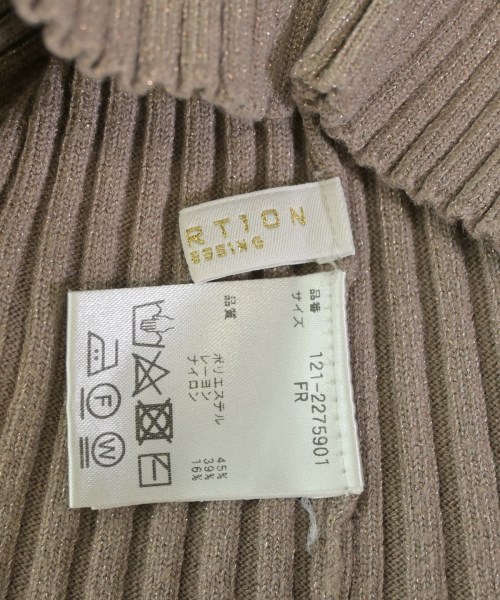 RTION
品番 121-2275901
サイズ FR
品質
ポリエステル 45%
レーヨン 39%
ナイロン 16%
F
W